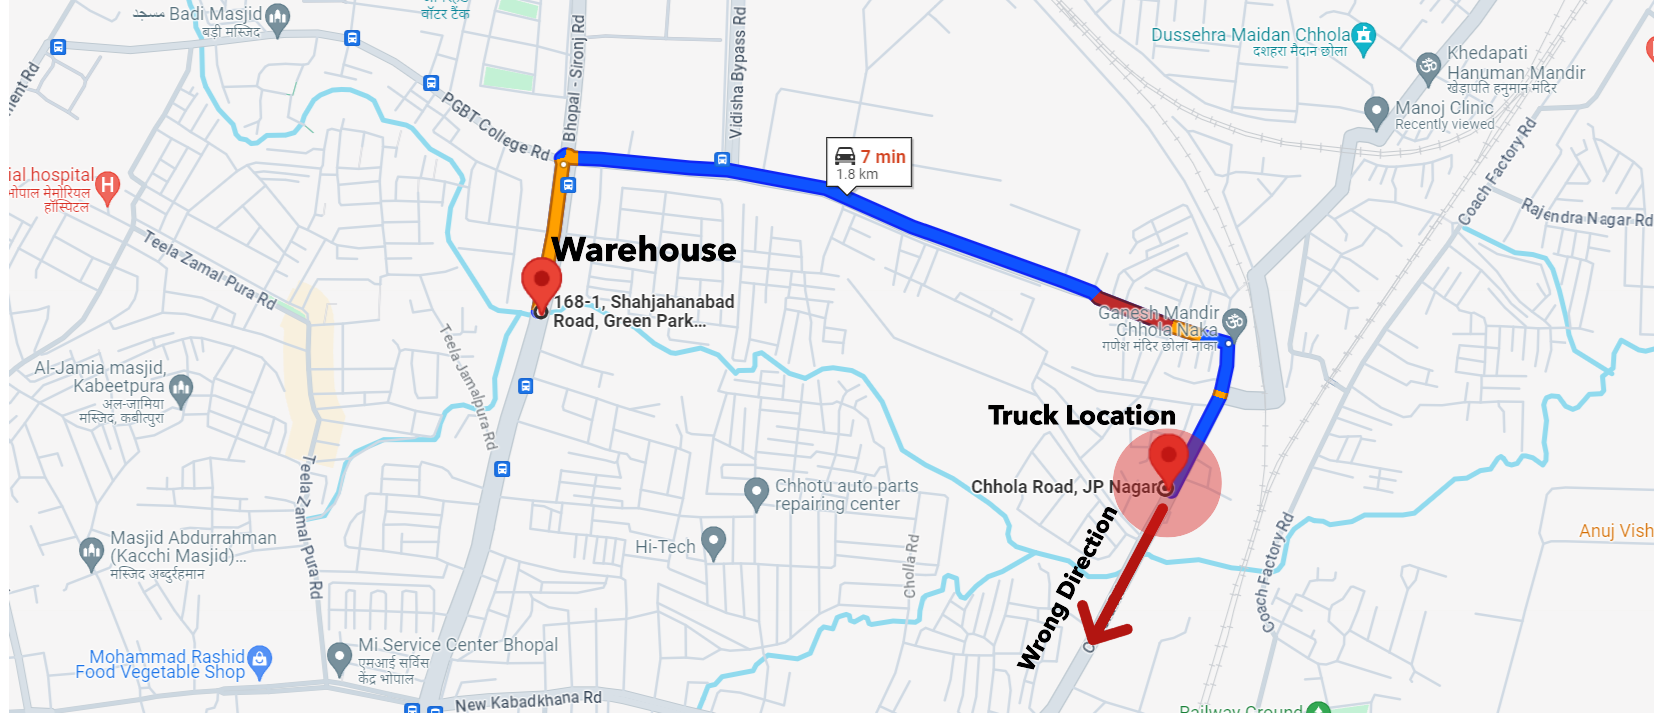 Badi Masjid مسجد
बड़ी मस्जिद
वॉटर टैंक
Bhopal - Sironj Rd
Vidisha Bypass Rd
Dussehra Maidan Chhola
दशहरा मैदान छोला
Khedapati
Hanuman Mandir
खेड़ापति हनुमान मंदिर
Manoj Clinic
Recently viewed
ment Rd
PGBT College Rd
7 min
1.8 km
Coach Factory Rd
Rajendra Nagar Rd
ial hospital
भोपाल मेमोरियल
हॉस्पिटल
Teela Zamal Pura Rd
Warehouse
168-1, Shahjahanabad
Road, Green Park...
Ganesh Mandir
Chhola Naka
गणेश मंदिर छोला नाका
Teela Jamalpura Rd
Al-Jamia masjid,
Kabeetpura
अल-जामिया
मस्जिद, कबीत्पुरा
Truck Location
Chhola Road, JP Nagar
Teela Zamal Pura Rd
Chhotu auto parts
repairing center
Hi-Tech
Cholla Rd
Wrong Direction
Coach Factory Rd
Anuj Vish
Masjid Abdurrahman
(Kacchi Masjid)...
मस्जिद अब्दुर्रहमान
Mohammad Rashid
Food Vegetable Shop
Mi Service Center Bhopal
एमआई सर्विस
केंद्र भोपाल
New Kabadkhana Rd
Railway Ground